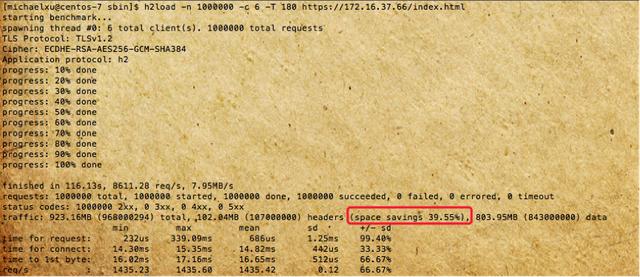 [michaelxu@centos-7 sbin]$ h2load -n 1000000 -c 6 -T 180 https://172.16.37.66/index.html
starting benchmark...
spawning thread #0: 6 total client(s). 1000000 total requests
TLS Protocol: TLSv1.2
Cipher: ECDHE-RSA-AES256-GCM-SHA384
Application protocol: h2
progress: 10% done
progress: 20% done
progress: 30% done
progress: 40% done
progress: 50% done
progress: 60% done
progress: 70% done
progress: 80% done
progress: 90% done
progress: 100% done
finished in 116.13s, 8611.28 req/s, 7.95MB/s
requests: 1000000 total, 1000000 started, 1000000 done, 1000000 succeeded, 0 failed, 0 errored, 0 timeout
status codes: 1000000 2xx, 0 3xx, 0 4xx, 0 5xx
traffic: 923.16MB (968000294) total, 102.04MB (107000000) headers (space savings 39.55%), 803.95MB (843000000) data
min max mean sd +/- sd
time for request: 232us 339.09ms 686us 1.25ms 99.40%
time for connect: 14.30ms 15.35ms 14.82ms 442us 33.33%
time to 1st byte: 16.02ms 17.16ms 16.65ms 512us 66.67%
req/s : 1435.23 1435.60 1435.42 0.12 66.67%